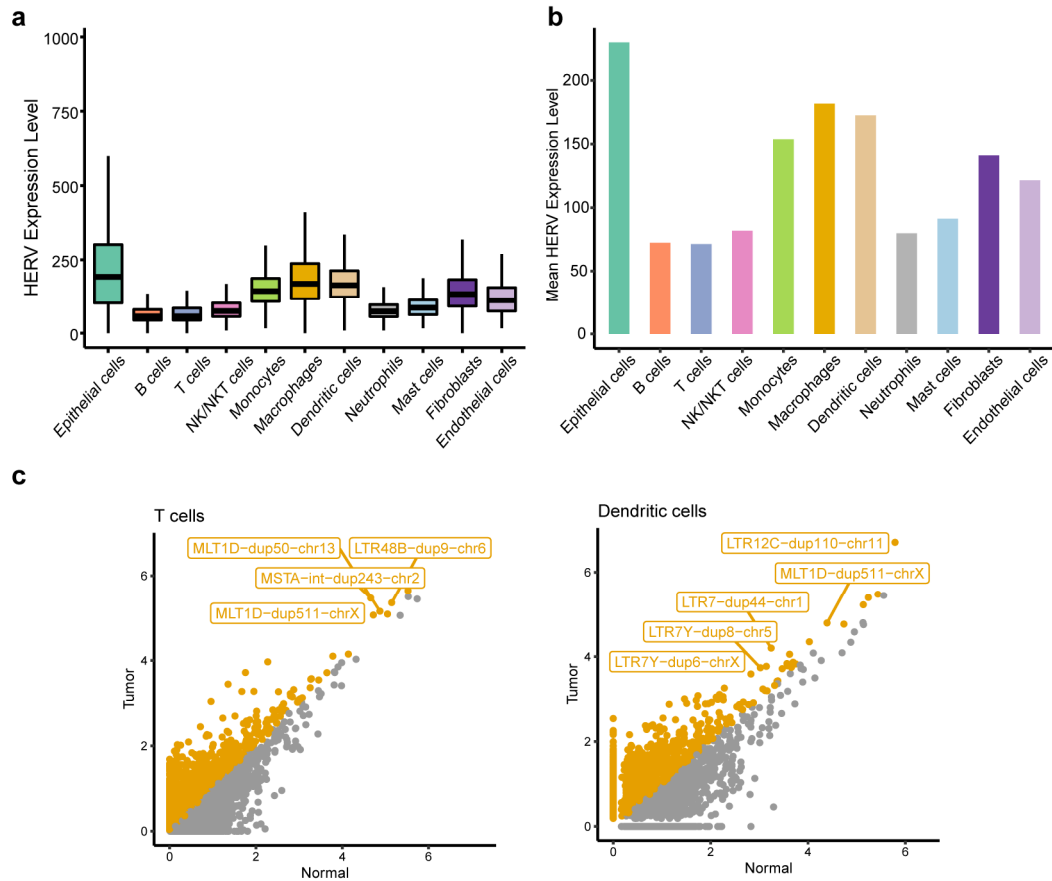 a
HERV Expression Level
1000
750
500
250
0
Epithelial cells
B cells
T cells
NK/NKT cells
Monocytes
Macrophages
Dendritic cells
Neutrophils
Mast cells
Fibroblasts
Endothelial cells
b
Mean HERV Expression Level
200
150
100
50
0
Epithelial cells
B cells
T cells
NK/NKT cells
Monocytes
Macrophages
Dendritic cells
Neutrophils
Mast cells
Fibroblasts
Endothelial cells
c
T cells
MLT1D−dup50−chr13
LTR48B−dup9−chr6
MSTA−int−dup243−chr2
MLT1D−dup511−chrX
Tumor
6
4
2
0
0
2
4
6
Normal
Dendritic cells
LTR12C−dup110−chr11
MLT1D−dup511−chrX
LTR7−dup44−chr1
LTR7Y−dup8−chr5
LTR7Y−dup6−chrX
Tumor
6
4
2
0
0
2
4
6
Normal